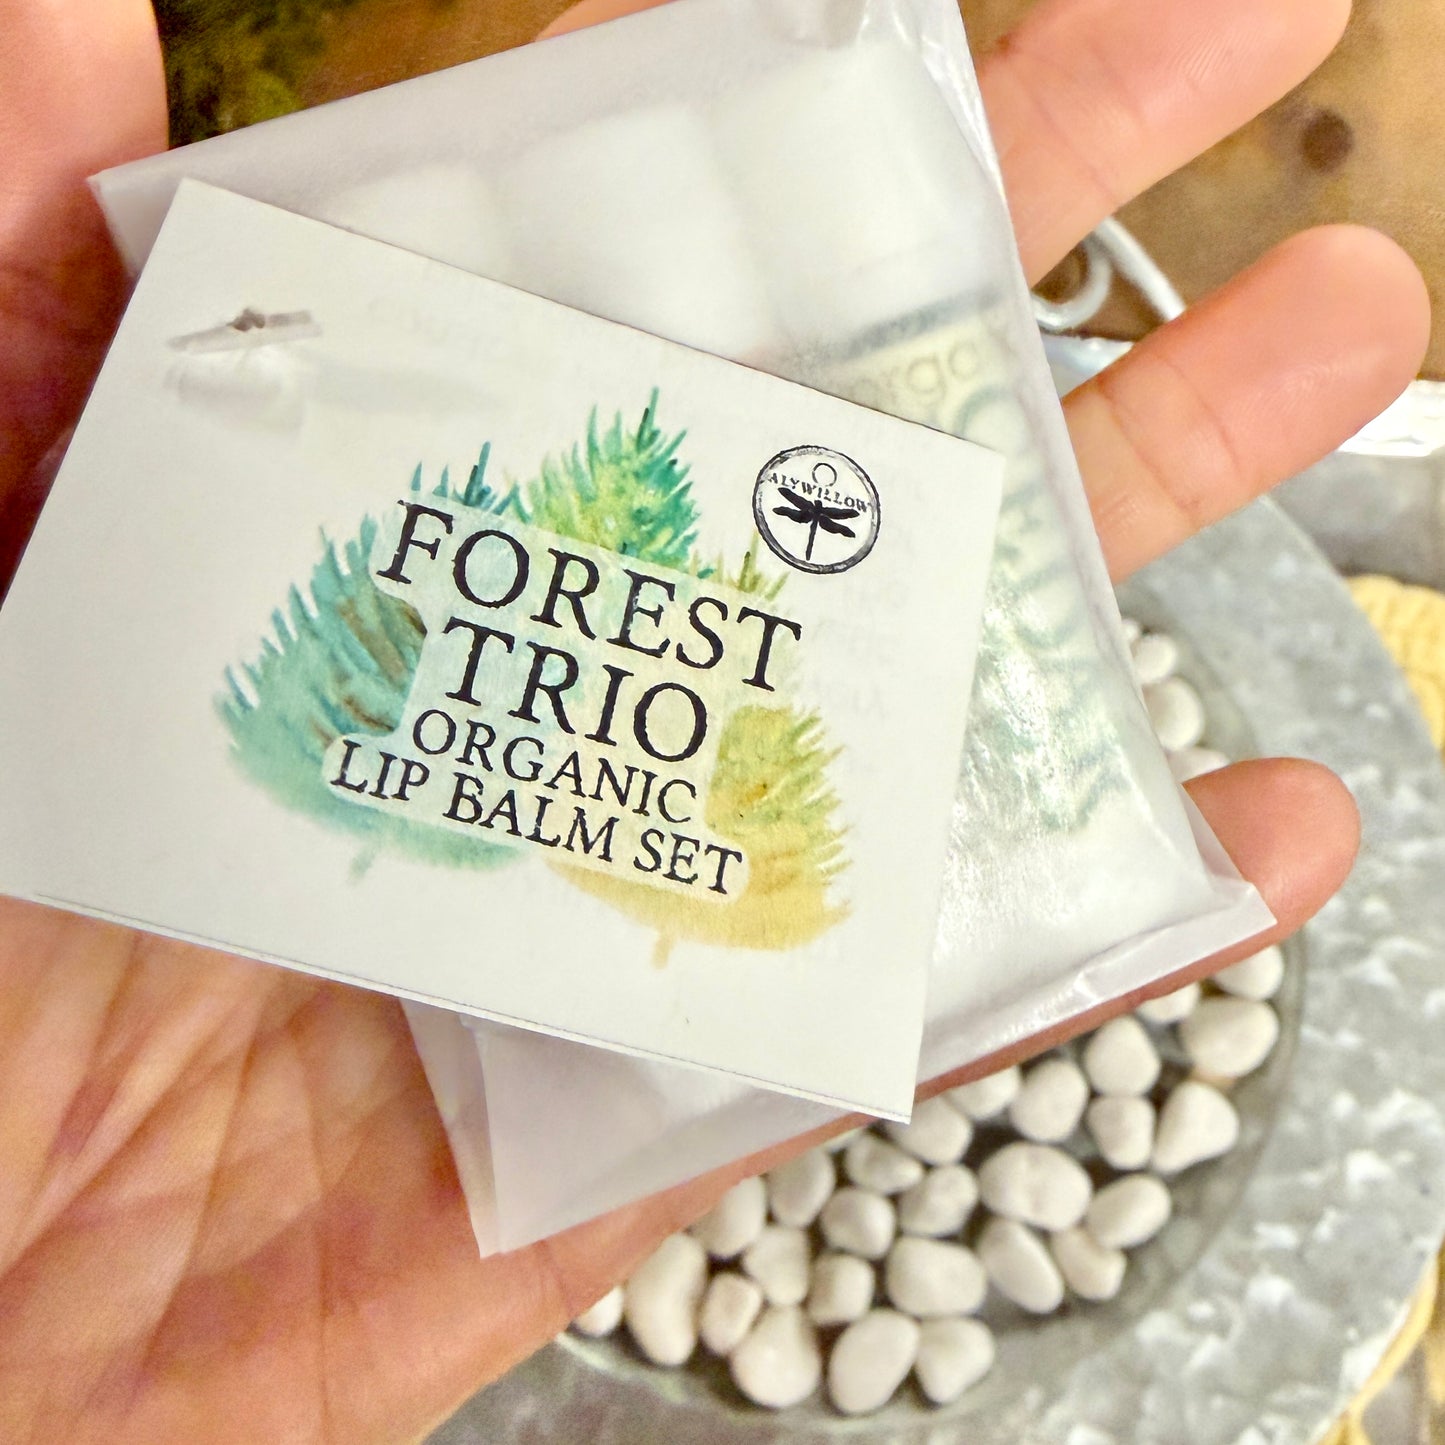 ALYWILLOW
FOREST
TRIO
ORGANIC
LIP BALM SET